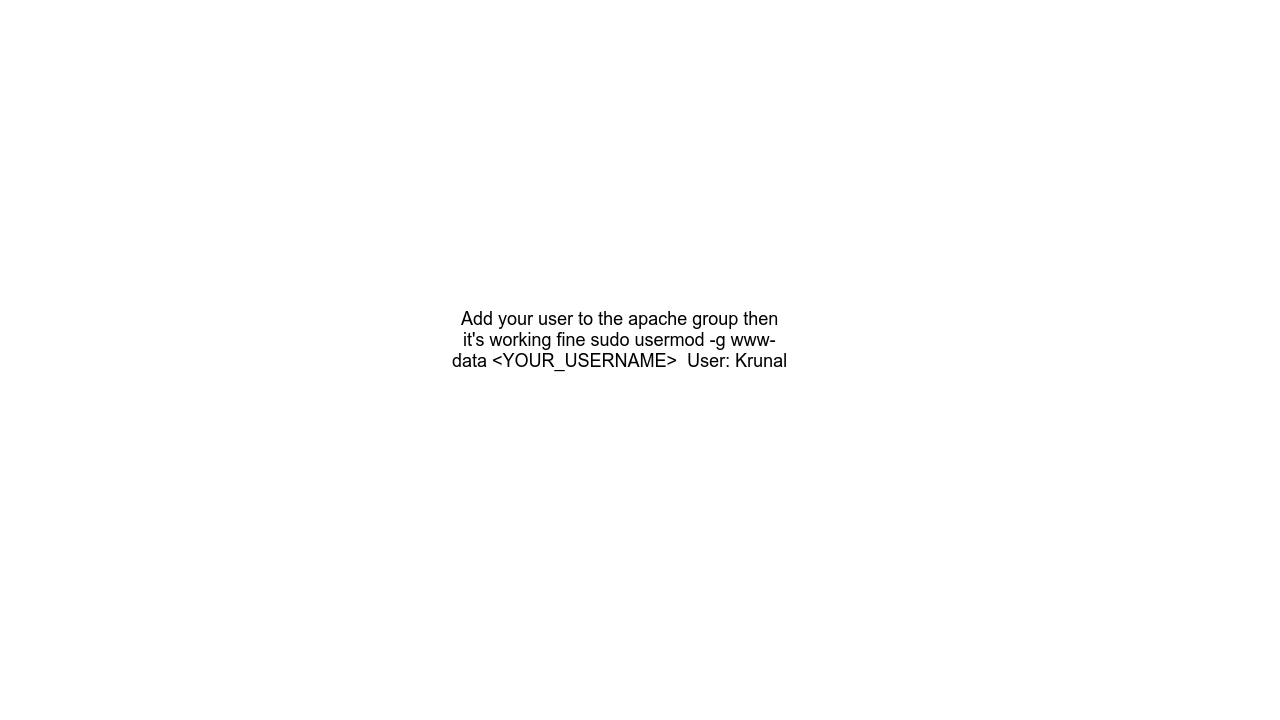 Add your user to the apache group then
it's working fine sudo usermod -g www-
data <YOUR_USERNAME>  User: Krunal